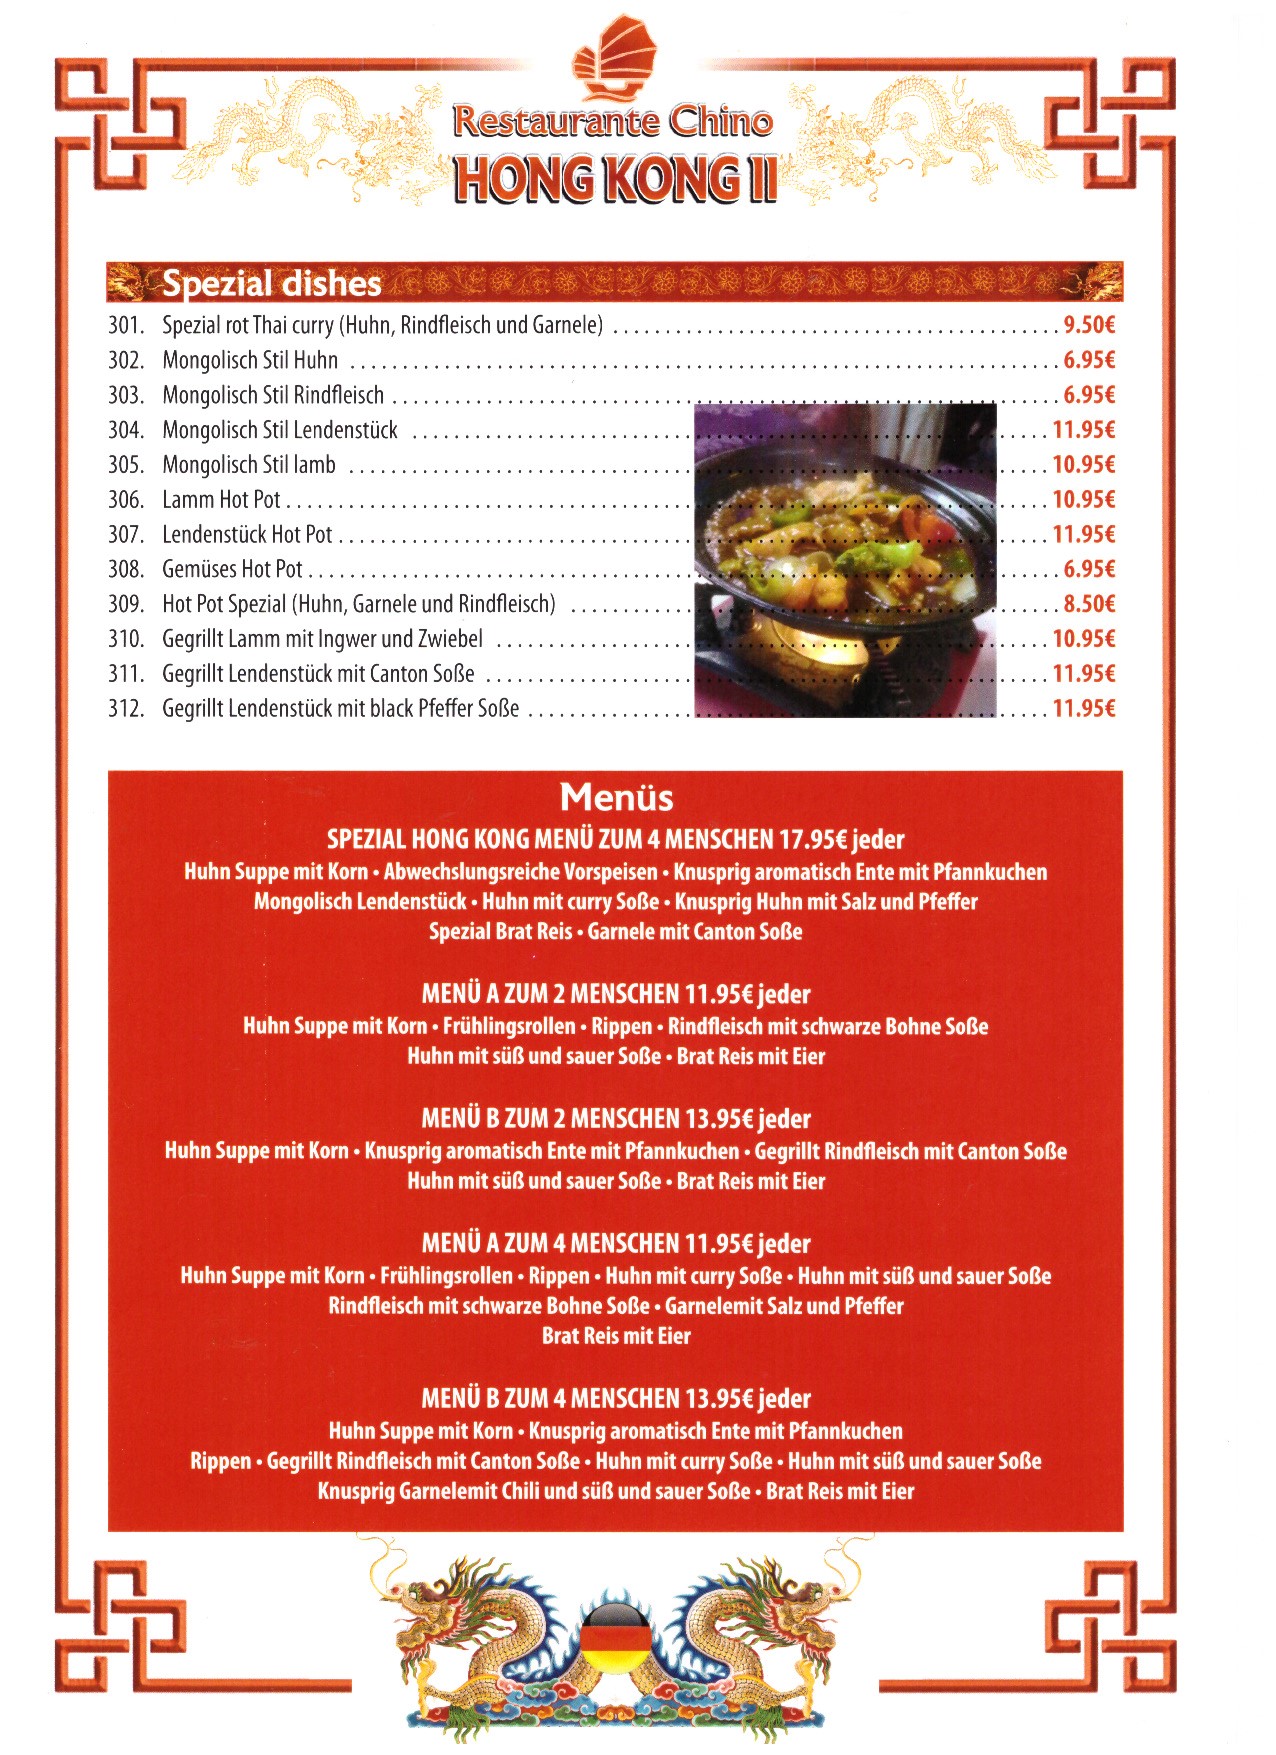 Restaurante Chino
HONG KONG II
Spezial dishes
301. Spezial rot Thai curry (Huhn, Rindfleisch und Garnele) 9.50€
302. Mongolisch Stil Huhn 6.95€
303. Mongolisch Stil Rindfleisch 6.95€
304. Mongolisch Stil Lendenstück 11.95€
305. Mongolisch Stil lamb 10.95€
306. Lamm Hot Pot 10.95€
307. Lendenstück Hot Pot 11.95€
308. Gemüses Hot Pot 6.95€
309. Hot Pot Spezial (Huhn, Garnele und Rindfleisch) 8.50€
310. Gegrillt Lamm mit Ingwer und Zwiebel 10.95€
311. Gegrillt Lendenstück mit Canton Soße 11.95€
312. Gegrillt Lendenstück mit black Pfeffer Soße 11.95€
Menüs
SPEZIAL HONG KONG MENÜ ZUM 4 MENSCHEN 17.95€ jeder
Huhn Suppe mit Korn • Abwechslungsreiche Vorspeisen • Knusprig aromatisch Ente mit Pfannkuchen
Mongolisch Lendenstück • Huhn mit curry Soße • Knusprig Huhn mit Salz und Pfeffer
Spezial Brat Reis • Garnele mit Canton Soße
MENÜ A ZUM 2 MENSCHEN 11.95€ jeder
Huhn Suppe mit Korn • Frühlingsrollen • Rippen • Rindfleisch mit schwarze Bohne Soße
Huhn mit süß und sauer Soße • Brat Reis mit Eier
MENÜ B ZUM 2 MENSCHEN 13.95€ jeder
Huhn Suppe mit Korn • Knusprig aromatisch Ente mit Pfannkuchen • Gegrillt Rindfleisch mit Canton Soße
Huhn mit süß und sauer Soße • Brat Reis mit Eier
MENÜ A ZUM 4 MENSCHEN 11.95€ jeder
Huhn Suppe mit Korn • Frühlingsrollen • Rippen • Huhn mit curry Soße • Huhn mit süß und sauer Soße
Rindfleisch mit schwarze Bohne Soße • Garnelemit Salz und Pfeffer
Brat Reis mit Eier
MENÜ B ZUM 4 MENSCHEN 13.95€ jeder
Huhn Suppe mit Korn • Knusprig aromatisch Ente mit Pfannkuchen
Rippen • Gegrillt Rindfleisch mit Canton Soße • Huhn mit curry Soße • Huhn mit süß und sauer Soße
Knusprig Garnelemit Chili und süß und sauer Soße • Brat Reis mit Eier